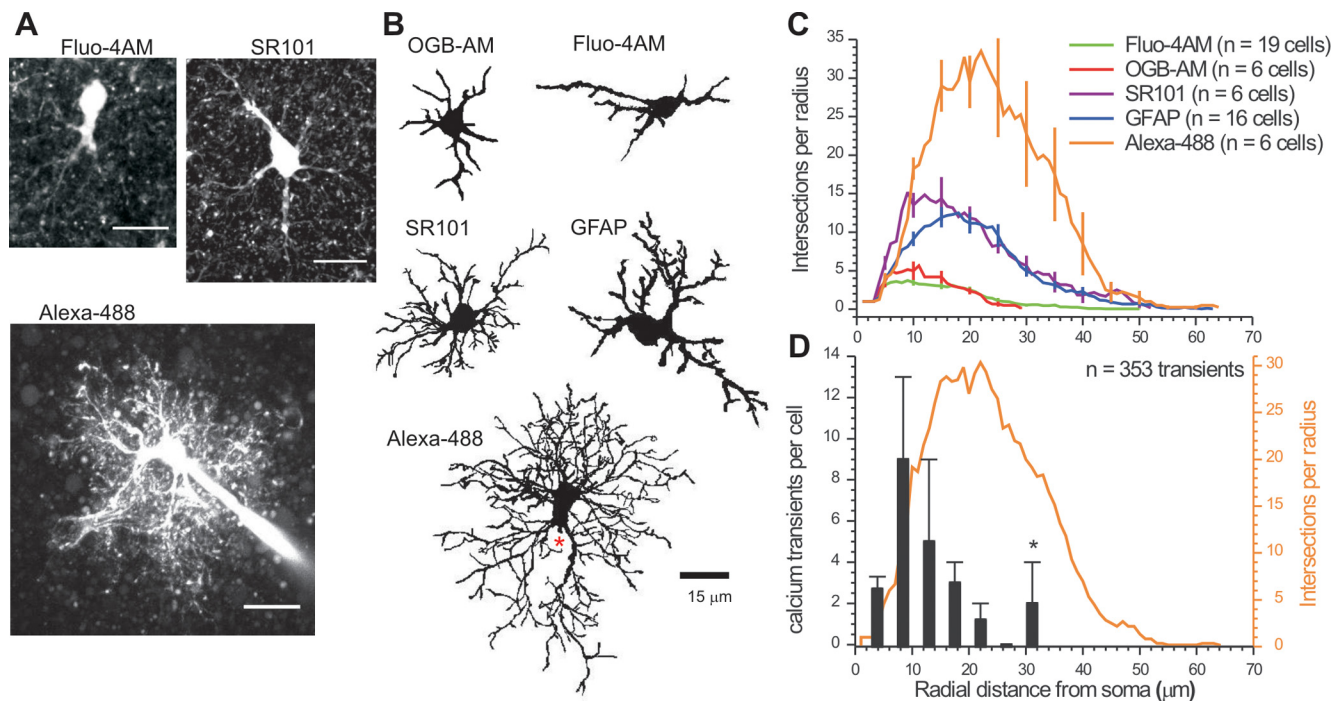 A
Fluo-4AM
SR101
Alexa-488
B
OGB-AM
Fluo-4AM
SR101
GFAP
Alexa-488
*
15 μm
C
Intersections per radius
35
30
25
20
15
10
5
0
Fluo-4AM (n = 19 cells)
OGB-AM (n = 6 cells)
SR101 (n = 6 cells)
GFAP (n = 16 cells)
Alexa-488 (n = 6 cells)
0 10 20 30 40 50 60 70
D
n = 353 transients
calcium transients per cell
14
12
10
8
6
4
2
0
*
Intersections per radius
30
25
20
15
10
5
0
0 10 20 30 40 50 60 70
Radial distance from soma (μm)